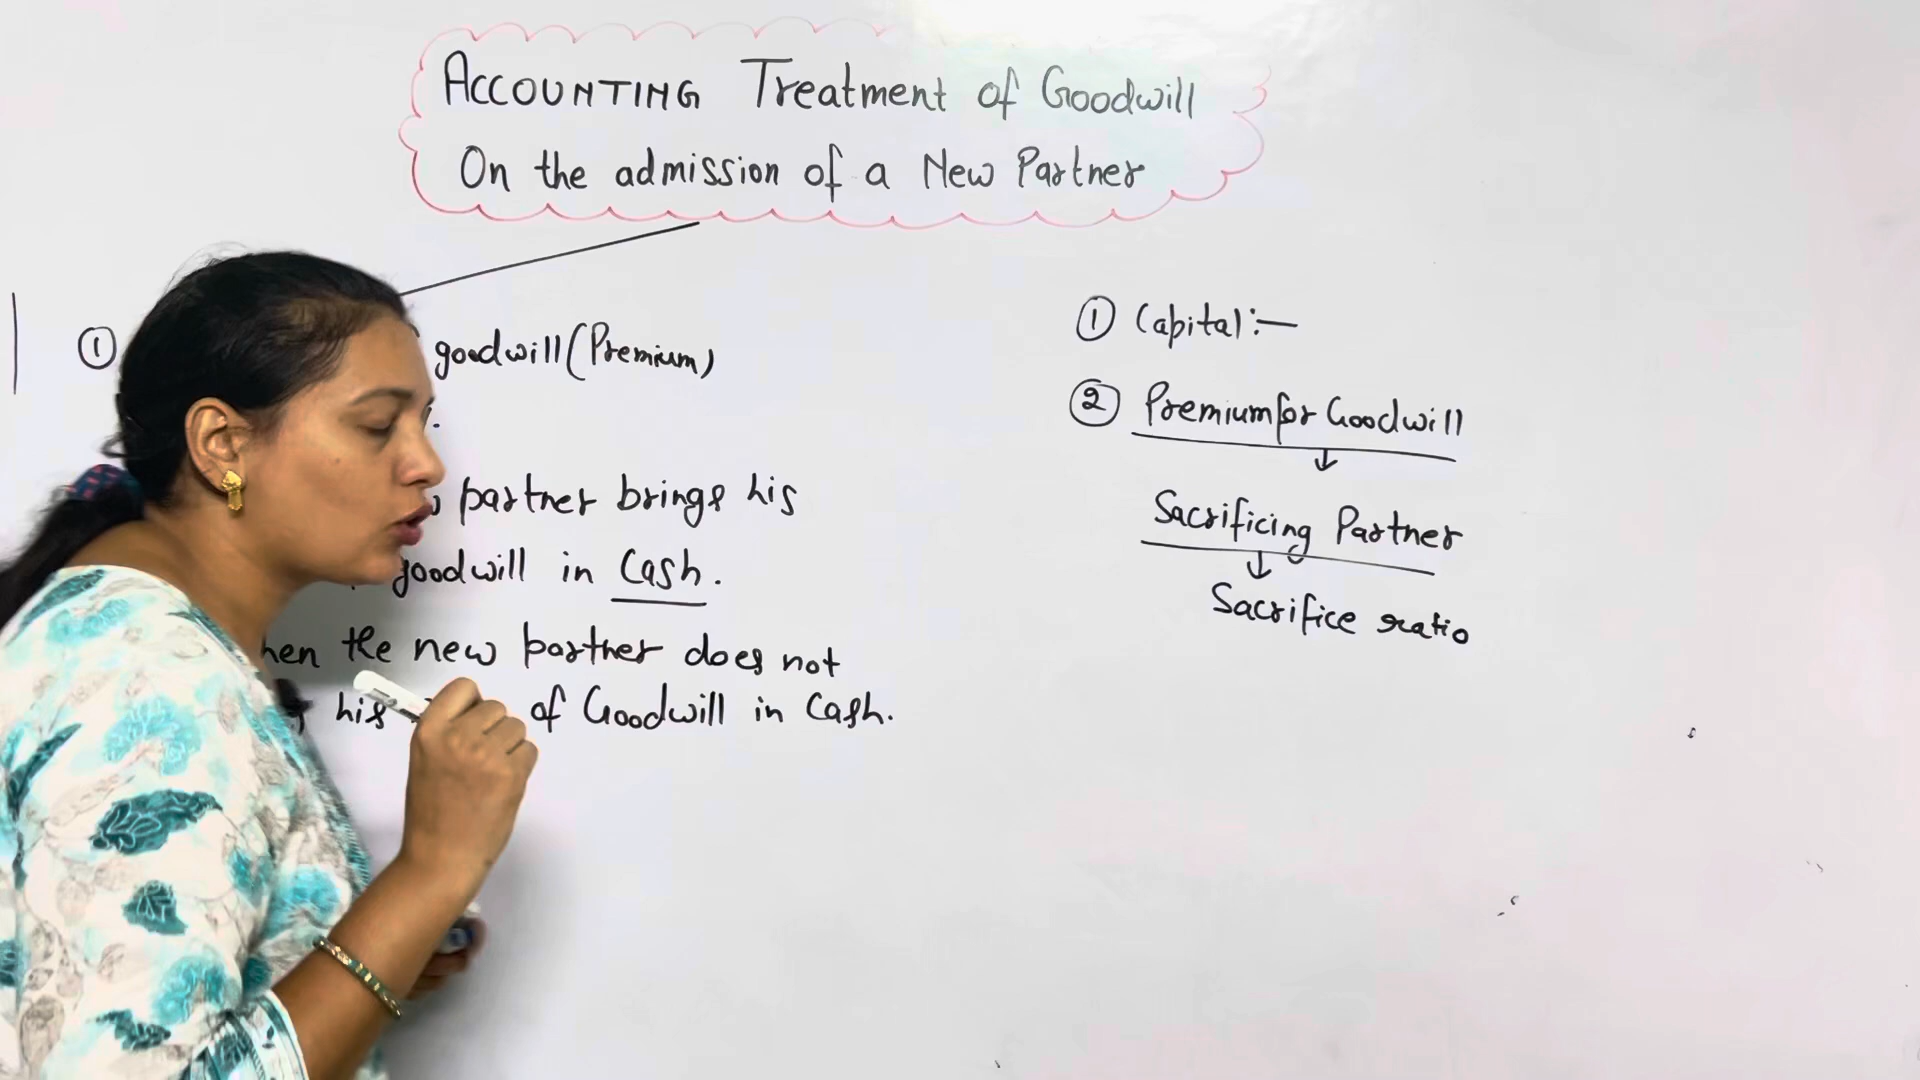 ACCOUNTING Treatment of Goodwill
On the admission of a New Partner
① goodwill (Premium)
partner brings his
goodwill in Cash.
the new partner does not
his of Goodwill in Cash.
① Capital :—
② Premium for Goodwill
↓
Sacrificing Partner
↓
Sacrifice ratio